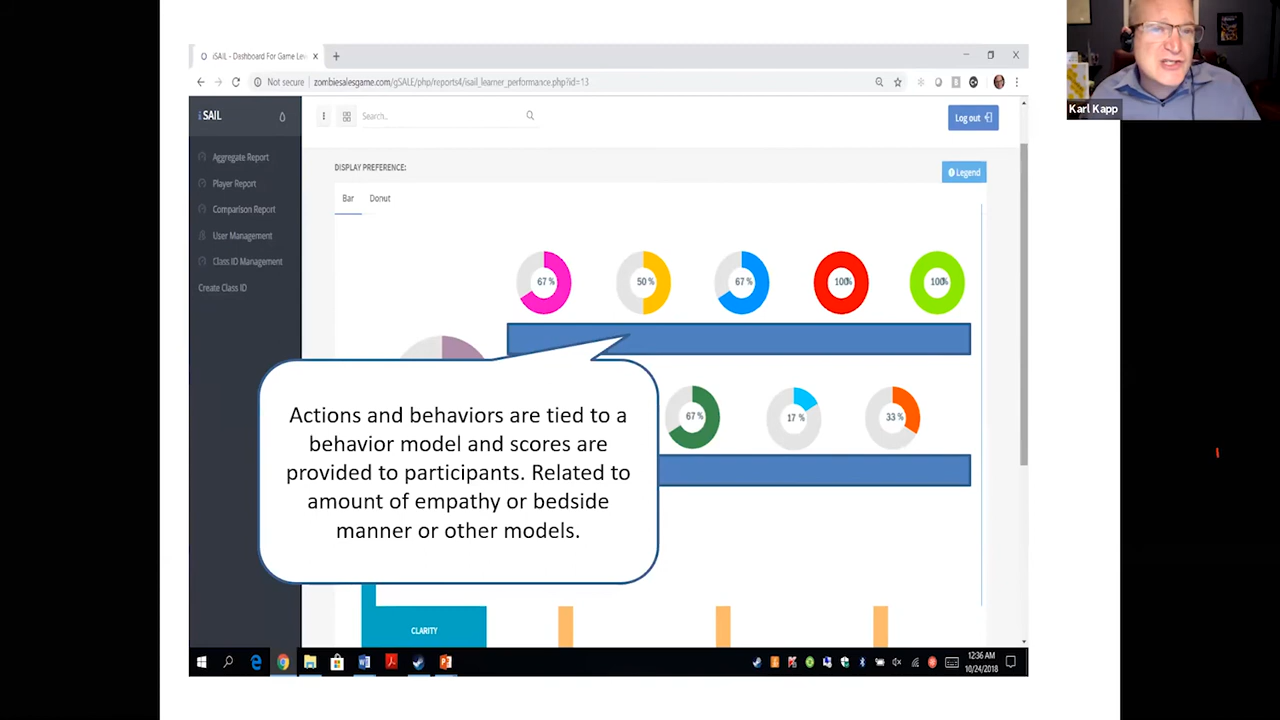 iSAIL - Dashboard For Game Lev
Not secure
zombiesalesgame.com/gSALE/php/reports4/isail_learner_performance.php?id=13
Karl Kapp
iSAIL
Search..
Log out
Aggregate Report
Player Report
Comparison Report
User Management
Class ID Management
Create Class ID
DISPLAY PREFERENCE:
Legend
Bar Donut
67 % 50 % 67 % 100% 100%
67 % 17 % 33 %
Actions and behaviors are tied to a
behavior model and scores are
provided to participants. Related to
amount of empathy or bedside
manner or other models.
CLARITY
12:36 AM
10/24/2018